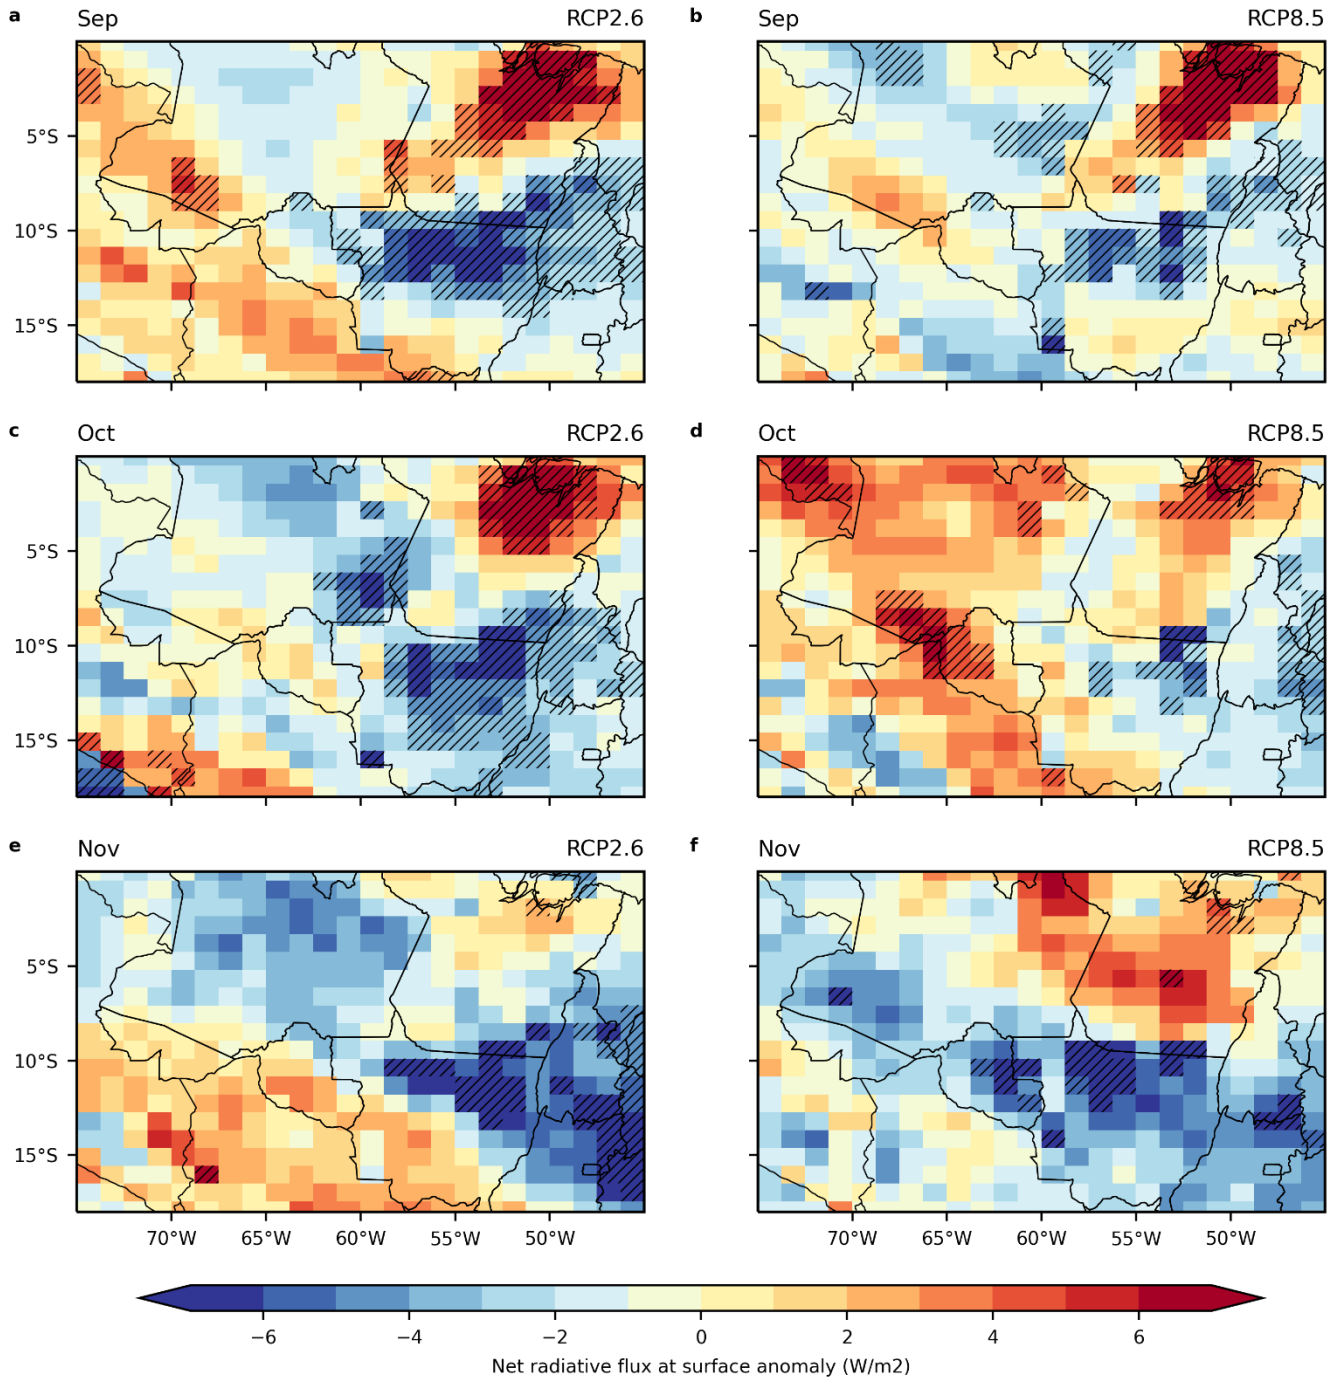 a Sep RCP2.6
b Sep RCP8.5
5°S
10°S
15°S
c Oct RCP2.6
d Oct RCP8.5
5°S
10°S
15°S
e Nov RCP2.6
f Nov RCP8.5
5°S
10°S
15°S
70°W 65°W 60°W 55°W 50°W
70°W 65°W 60°W 55°W 50°W
−6 −4 −2 0 2 4 6
Net radiative flux at surface anomaly (W/m2)